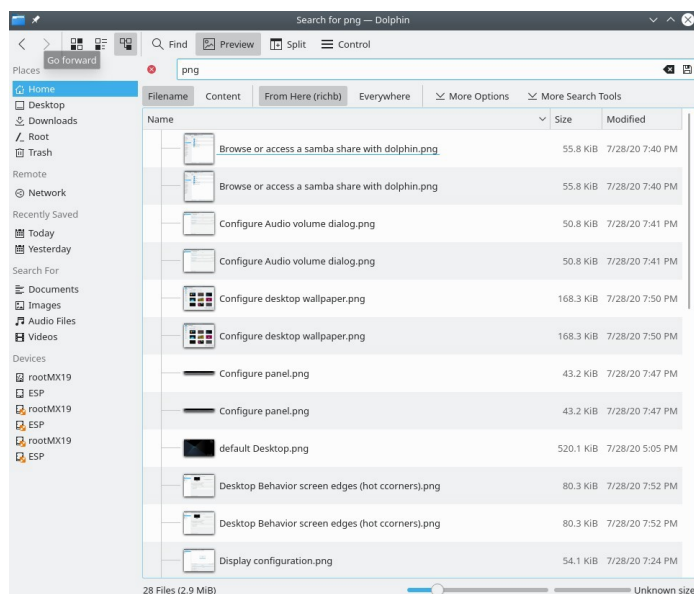 Search for png — Dolphin
Find Preview Split Control
Go forward
Places
png
Home
Desktop
Downloads
Root
Trash
Remote
Network
Recently Saved
Today
Yesterday
Search For
Documents
Images
Audio Files
Videos
Devices
rootMX19
ESP
rootMX19
ESP
rootMX19
ESP
Filename Content From Here (richb) Everywhere More Options More Search Tools
Name Size Modified
Browse or access a samba share with dolphin.png 55.8 KiB 7/28/20 7:40 PM
Browse or access a samba share with dolphin.png 55.8 KiB 7/28/20 7:40 PM
Configure Audio volume dialog.png 50.8 KiB 7/28/20 7:41 PM
Configure Audio volume dialog.png 50.8 KiB 7/28/20 7:41 PM
Configure desktop wallpaper.png 168.3 KiB 7/28/20 7:50 PM
Configure desktop wallpaper.png 168.3 KiB 7/28/20 7:50 PM
Configure panel.png 43.2 KiB 7/28/20 7:47 PM
Configure panel.png 43.2 KiB 7/28/20 7:47 PM
default Desktop.png 520.1 KiB 7/28/20 5:05 PM
Desktop Behavior screen edges (hot ccorners).png 80.3 KiB 7/28/20 7:52 PM
Desktop Behavior screen edges (hot ccorners).png 80.3 KiB 7/28/20 7:52 PM
Display configuration.png 54.1 KiB 7/28/20 7:24 PM
28 Files (2.9 MiB) Unknown size